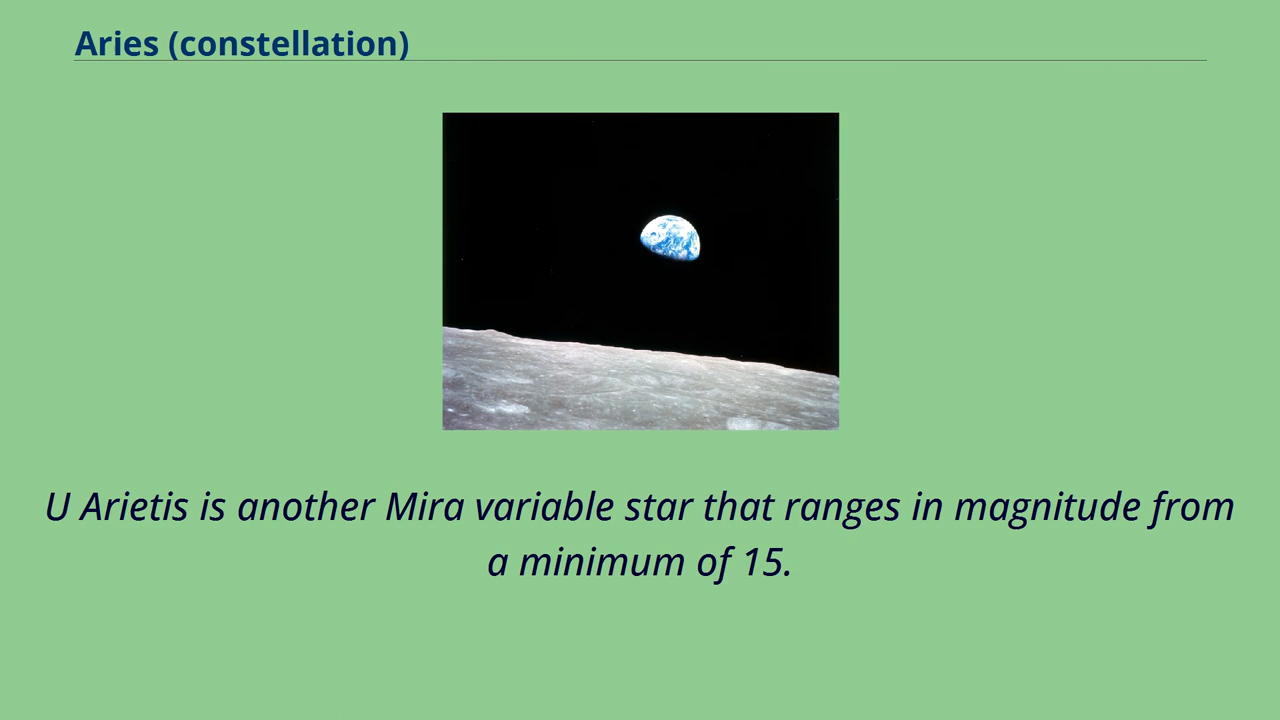 Aries (constellation)
U Arietis is another Mira variable star that ranges in magnitude from
a minimum of 15.